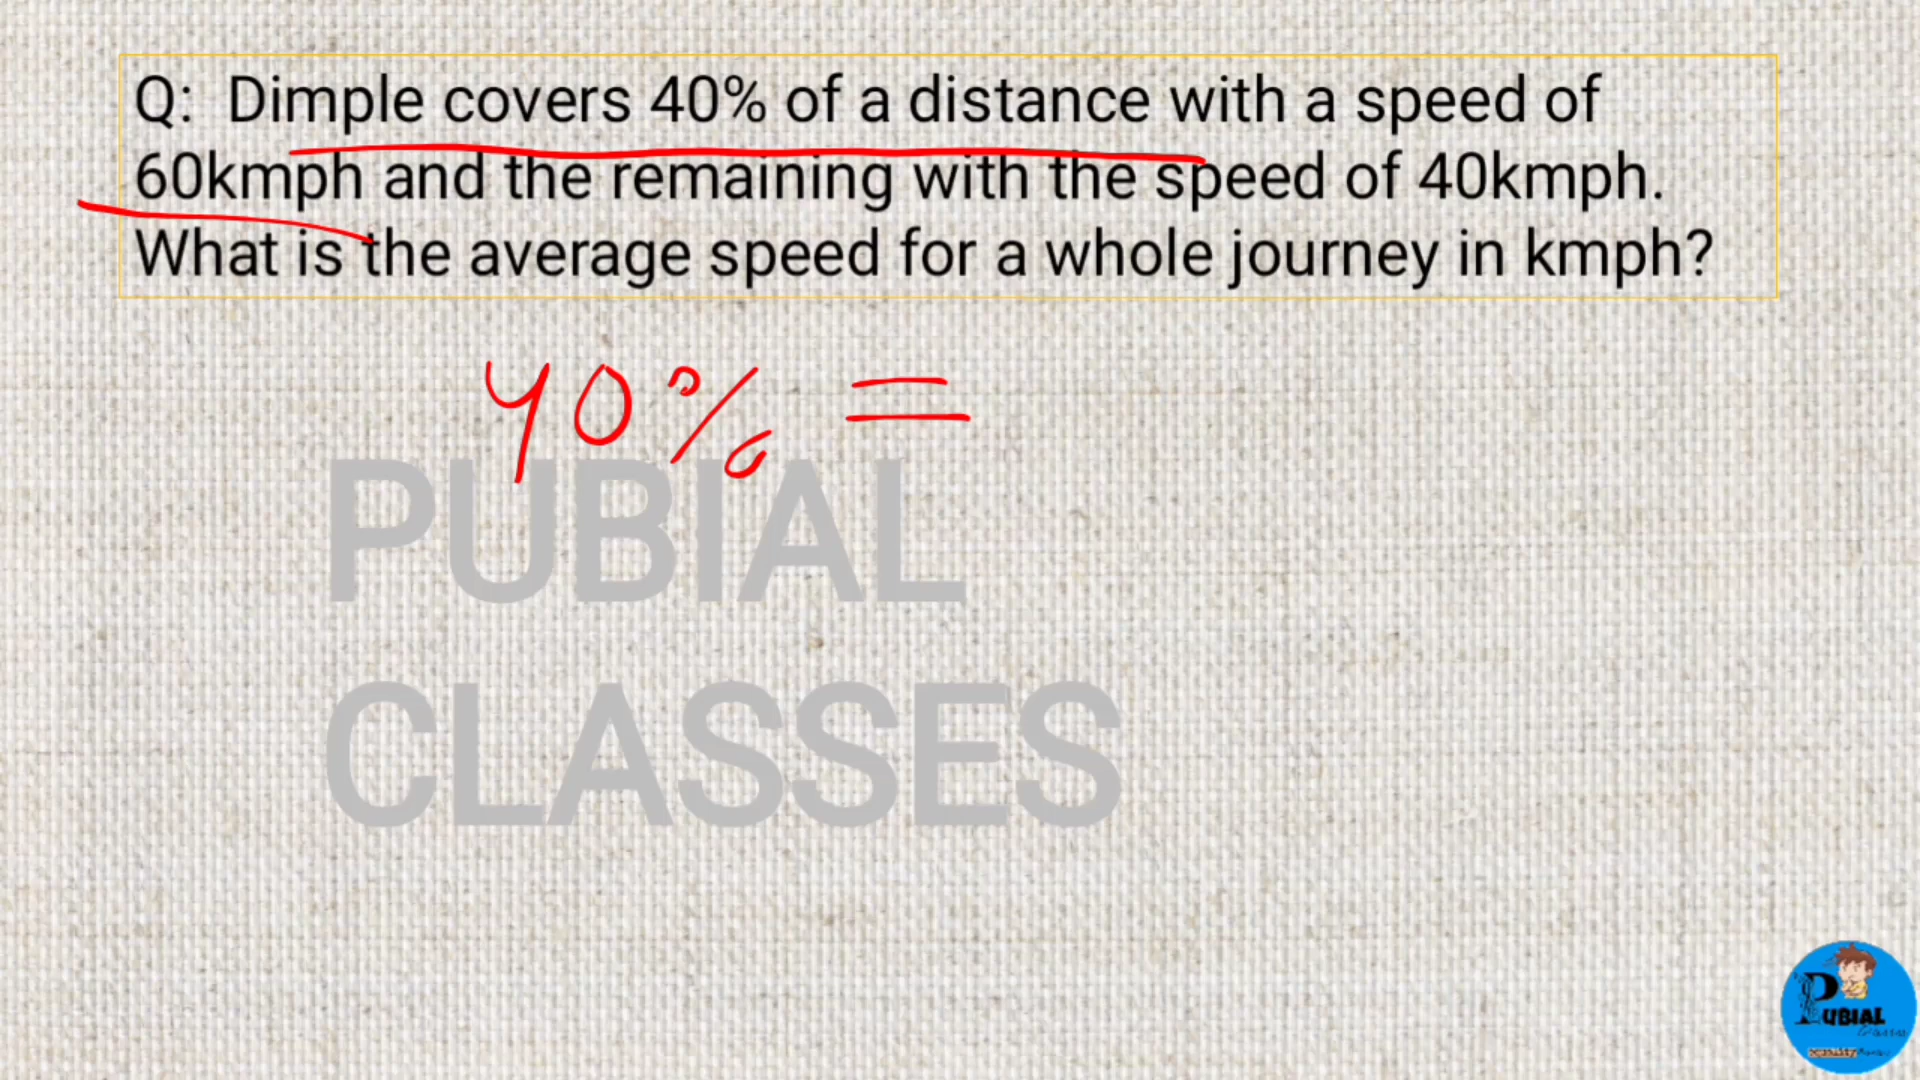 Q: Dimple covers 40% of a distance with a speed of
60kmph and the remaining with the speed of 40kmph.
What is the average speed for a whole journey in kmph?
40% =
PUBIAL
CLASSES
PUBIAL